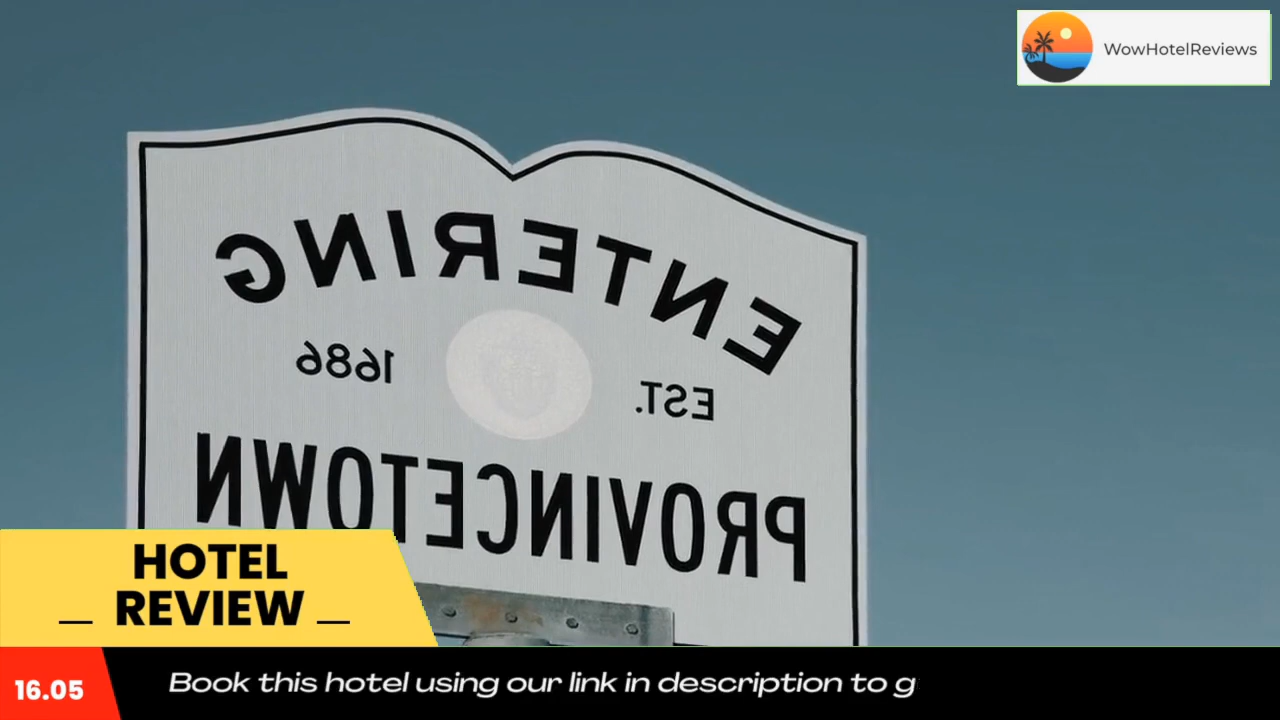 WowHotelReviews
ENTERING
EST. 1686
PROVINCETOWN
HOTEL
REVIEW
16.05
Book this hotel using our link in description to g